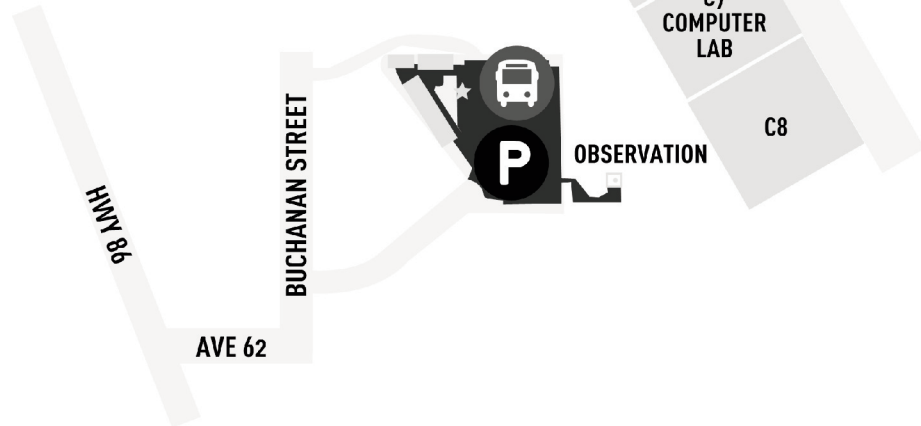 COMPUTER
LAB
C8
P
OBSERVATION
BUCHANAN STREET
HWY 86
AVE 62